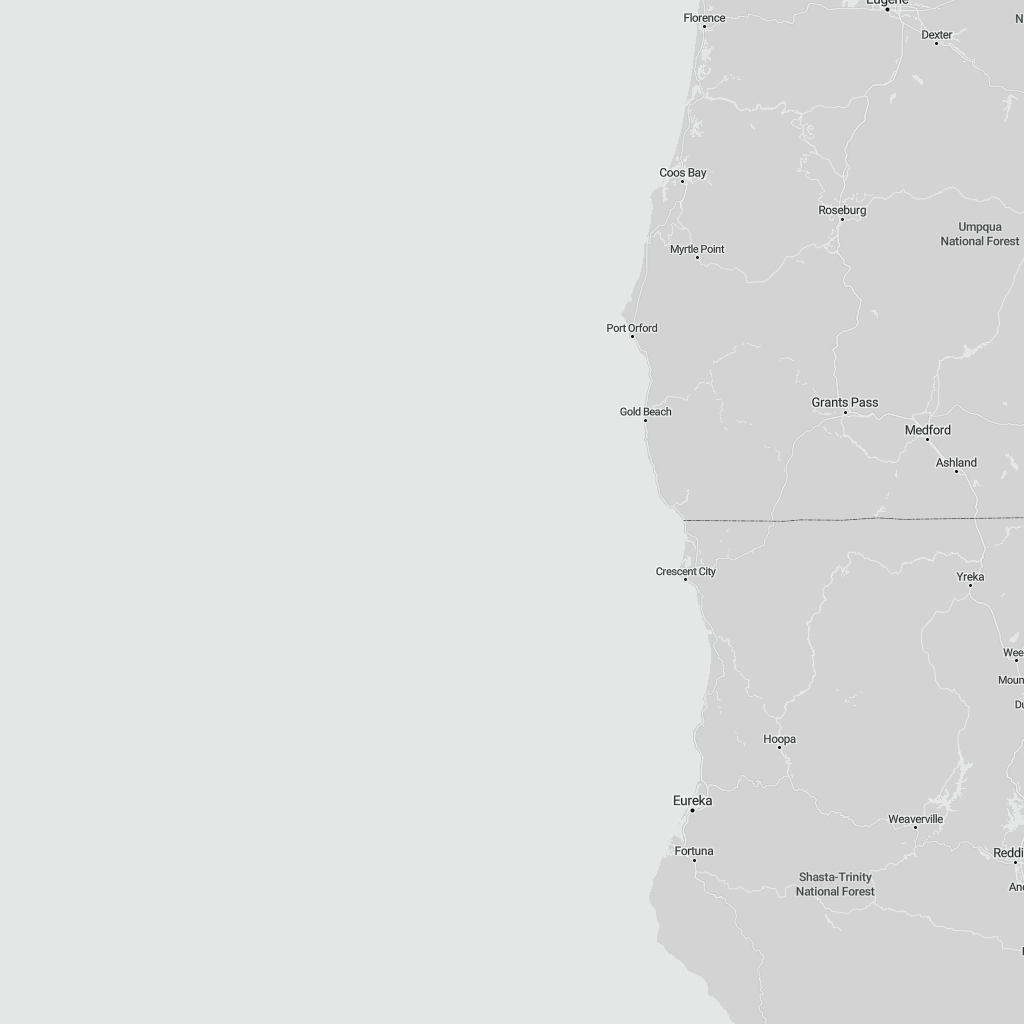 Eugene
Florence
N
Dexter
Coos Bay
Roseburg
Umpqua
National Forest
Myrtle Point
Port Orford
Grants Pass
Gold Beach
Medford
Ashland
Crescent City
Yreka
Wee
Moun
Du
Hoopa
Eureka
Weaverville
Fortuna
Reddi
Shasta-Trinity
National Forest
And